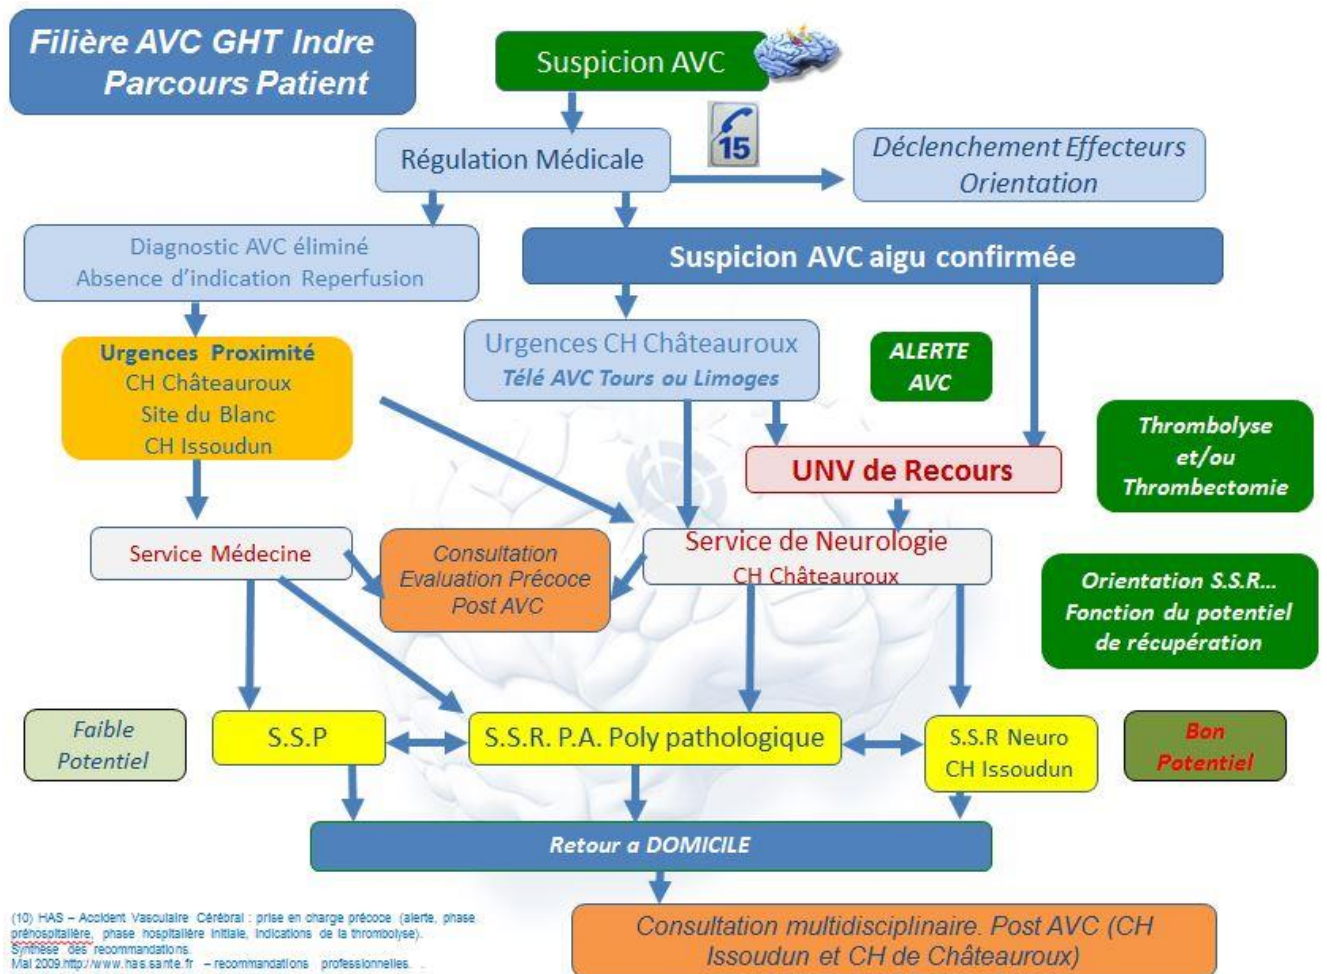 Filière AVC GHT Indre
Parcours Patient
Suspicion AVC
15
Régulation Médicale
Déclenchement Effecteurs
Orientation
Diagnostic AVC éliminé
Absence d'indication Reperfusion
Suspicion AVC aigu confirmée
Urgences Proximité
CH Châteauroux
Site du Blanc
CH Issoudun
Urgences CH Châteauroux
Télé AVC Tours ou Limoges
ALERTE
AVC
Thrombolyse
et/ou
Thrombectomie
UNV de Recours
Service Médecine
Consultation
Evaluation Précoce
Post AVC
Service de Neurologie
CH Châteauroux
Orientation S.S.R...
Fonction du potentiel
de récupération
Faible
Potentiel
S.S.P
S.S.R. P.A. Poly pathologique
S.S.R Neuro
CH Issoudun
Bon
Potentiel
Retour a DOMICILE
(10) HAS – Accident Vasculaire Cérébral : prise en charge précoce (alerte, phase
préhospitalière, phase hospitalière initiale, indications de la thrombolyse).
Synthèse des recommandations
Mai 2009.http://www.has.sante.fr – recommandations professionnelles. .
Consultation multidisciplinaire. Post AVC (CH
Issoudun et CH de Châteauroux)